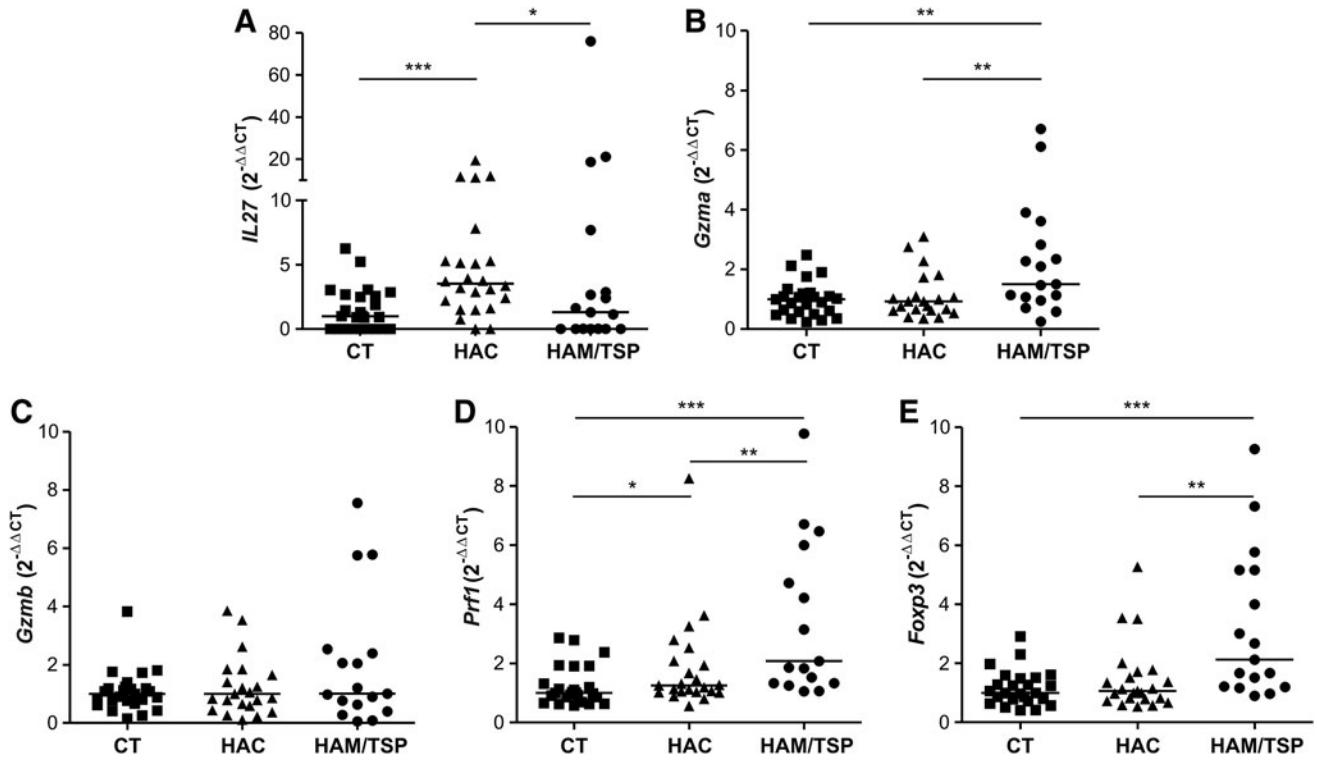 A
IL27 (2^-ΔΔCT)
80
60
40
20
10
5
0
***
*
CT HAC HAM/TSP
B
Gzma (2^-ΔΔCT)
10
8
6
4
2
0
**
**
CT HAC HAM/TSP
C
Gzmb (2^-ΔΔCT)
10
8
6
4
2
0
CT HAC HAM/TSP
D
Prf1 (2^-ΔΔCT)
10
8
6
4
2
0
***
**
*
CT HAC HAM/TSP
E
Foxp3 (2^-ΔΔCT)
10
8
6
4
2
0
***
**
CT HAC HAM/TSP